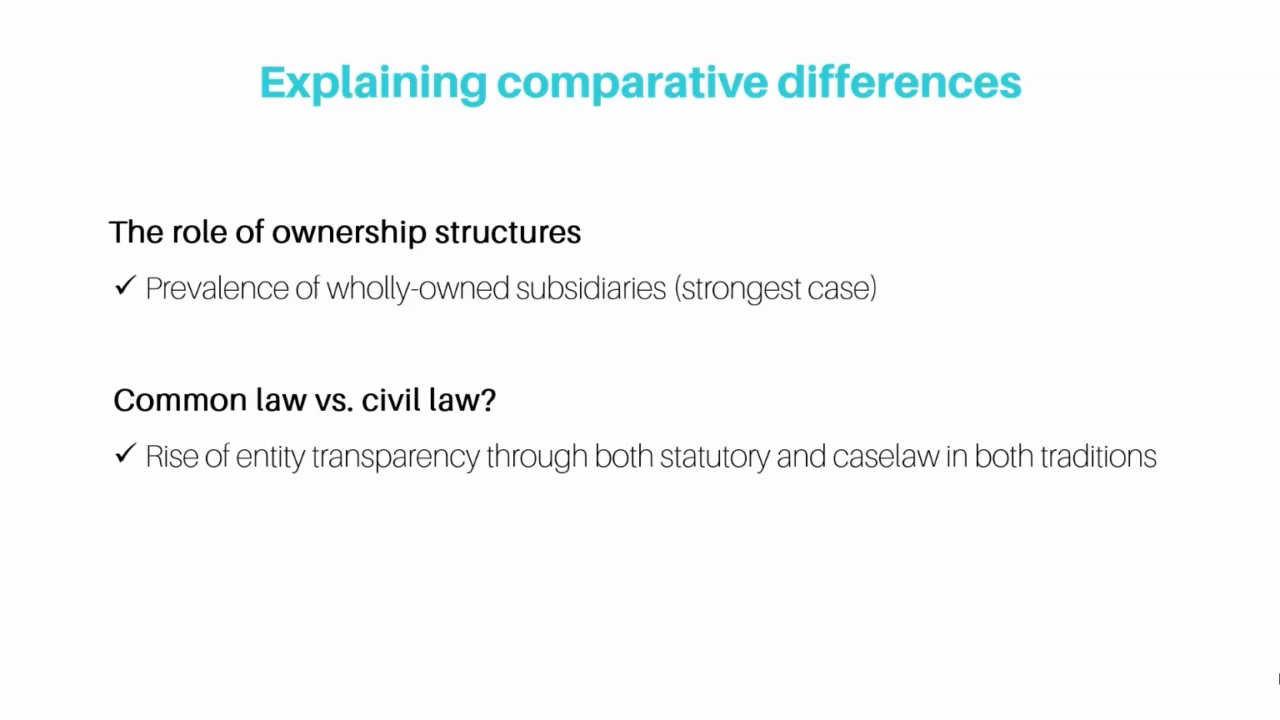 Explaining comparative differences
The role of ownership structures
✓ Prevalence of wholly-owned subsidiaries (strongest case)
Common law vs. civil law?
✓ Rise of entity transparency through both statutory and caselaw in both traditions